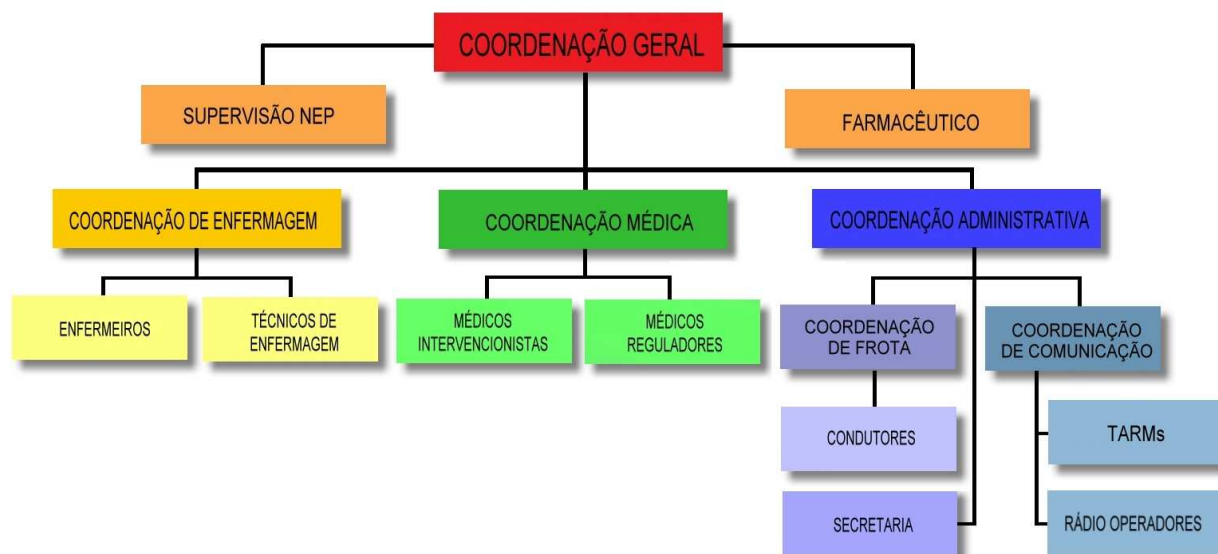 COORDENAÇÃO GERAL
SUPERVISÃO NEP
FARMACÊUTICO
COORDENAÇÃO DE ENFERMAGEM
COORDENAÇÃO MÉDICA
COORDENAÇÃO ADMINISTRATIVA
ENFERMEIROS
TÉCNICOS DE
ENFERMAGEM
MÉDICOS
INTERVENCIONISTAS
MÉDICOS
REGULADORES
COORDENAÇÃO
DE FROTA
COORDENAÇÃO
DE COMUNICAÇÃO
CONDUTORES
TARMs
SECRETARIA
RÁDIO OPERADORES